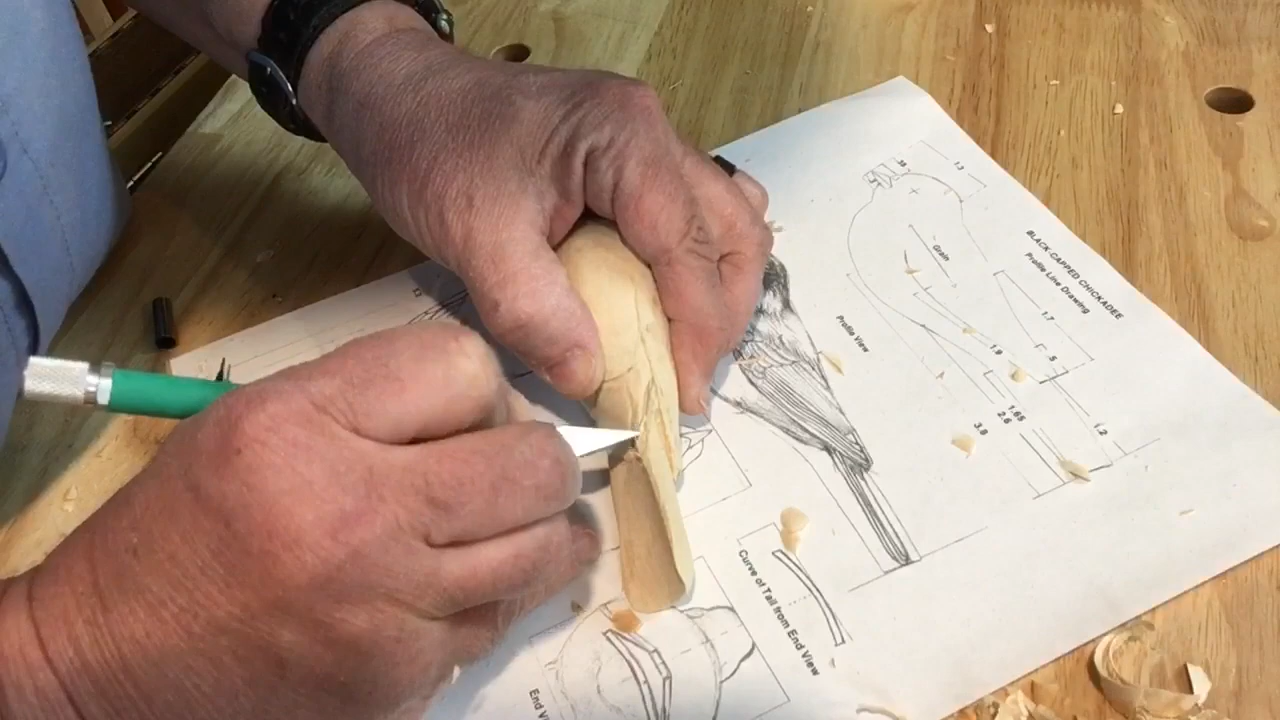 BLACK-CAPPED CHICKADEE
Profile Line Drawing
1.3
Grain
1.7
.5
1.9
1.65
2.6
3.8
1.2
Profile View
Curve of Tail from End View
End